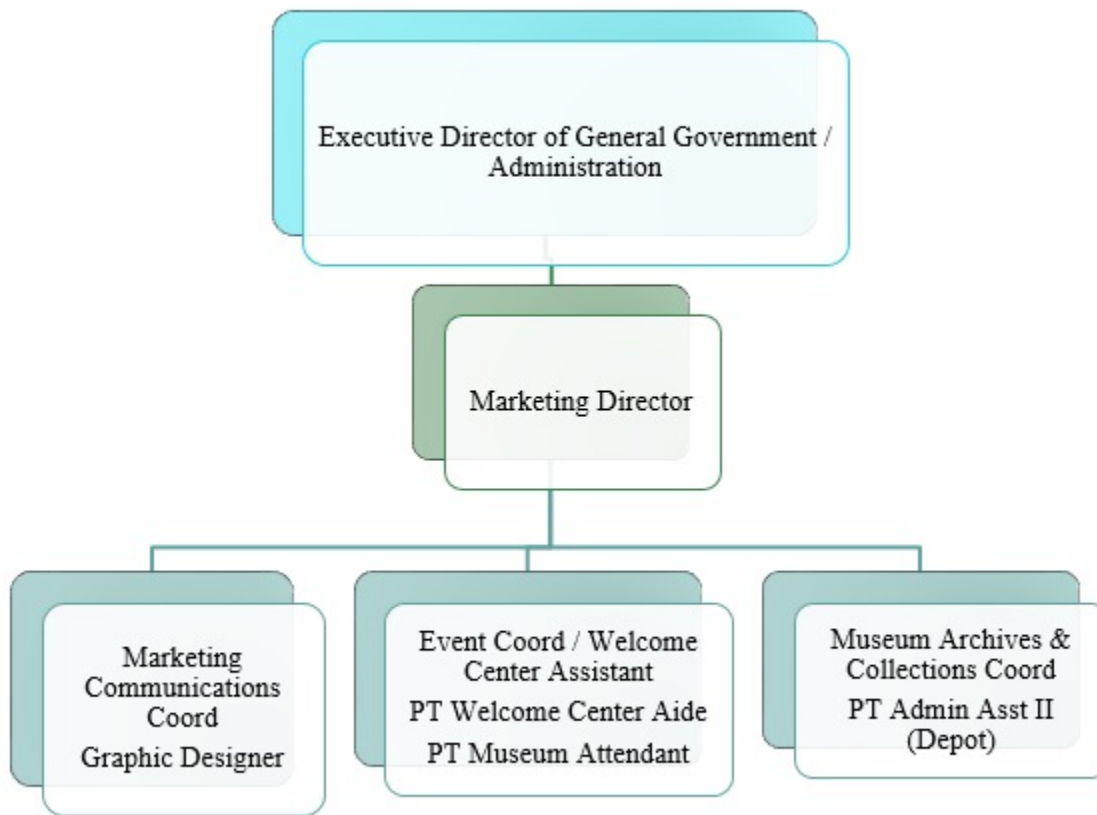 Executive Director of General Government /
Administration
Marketing Director
Marketing
Communications
Coord
Graphic Designer
Event Coord / Welcome
Center Assistant
PT Welcome Center Aide
PT Museum Attendant
Museum Archives &
Collections Coord
PT Admin Asst II
(Depot)